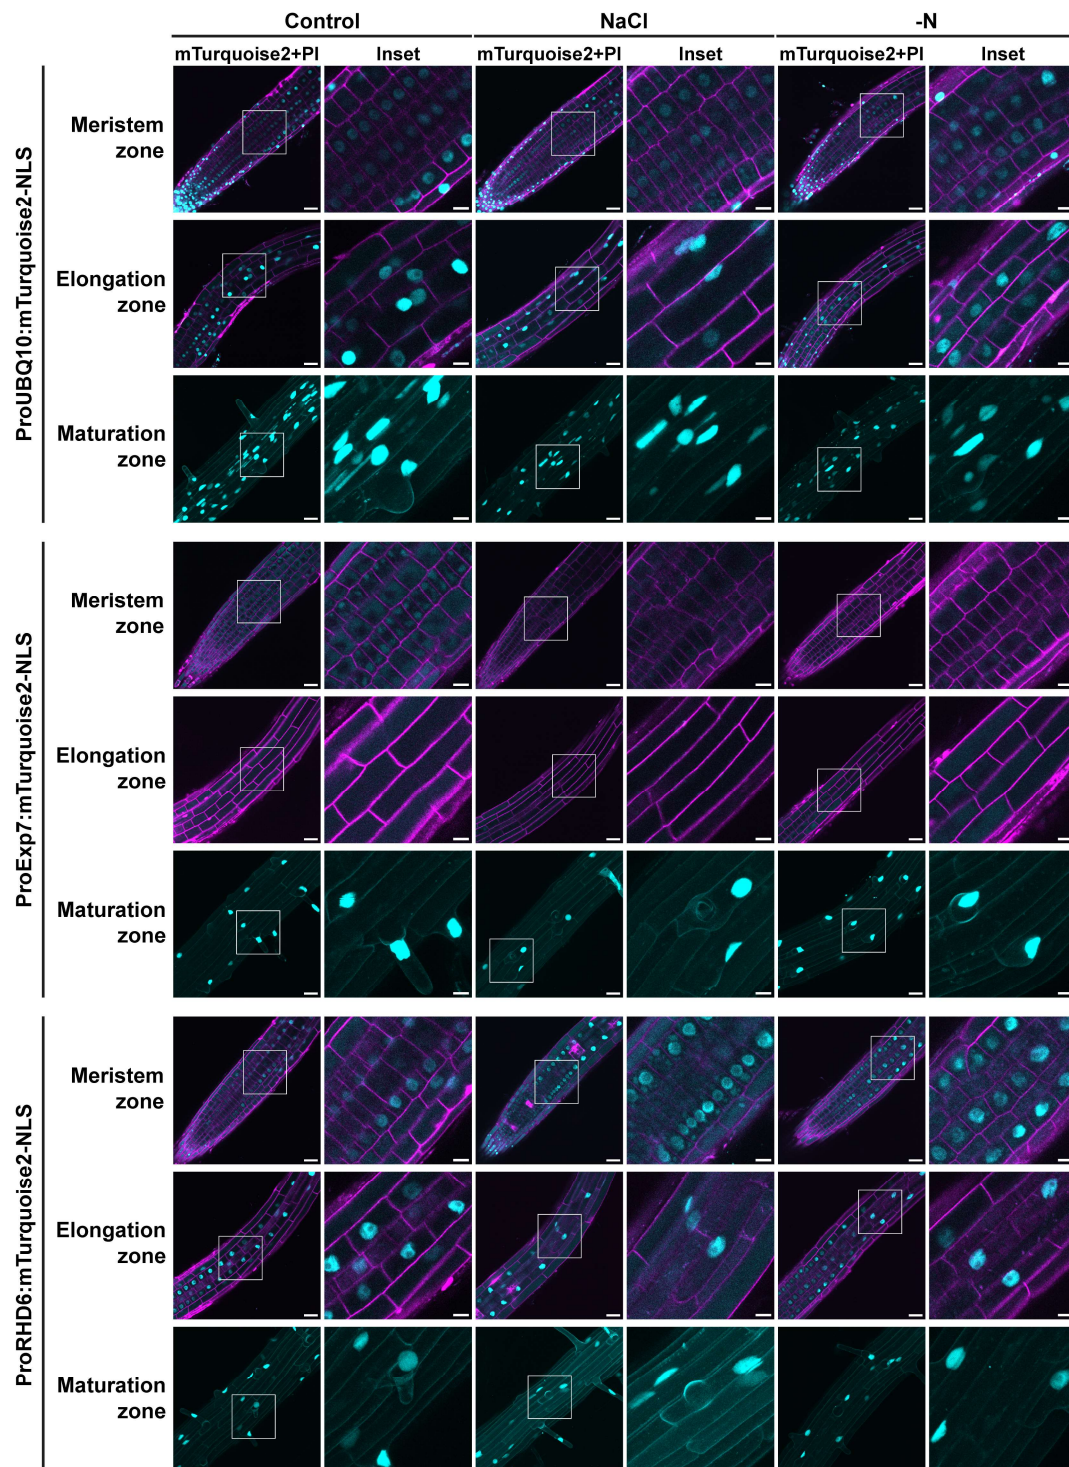 Control NaCl -N
mTurquoise2+PI Inset mTurquoise2+PI Inset mTurquoise2+PI Inset
ProUBQ10:mTurquoise2-NLS
Meristem
zone
Elongation
zone
Maturation
zone
ProExp7:mTurquoise2-NLS
Meristem
zone
Elongation
zone
Maturation
zone
ProRHD6:mTurquoise2-NLS
Meristem
zone
Elongation
zone
Maturation
zone